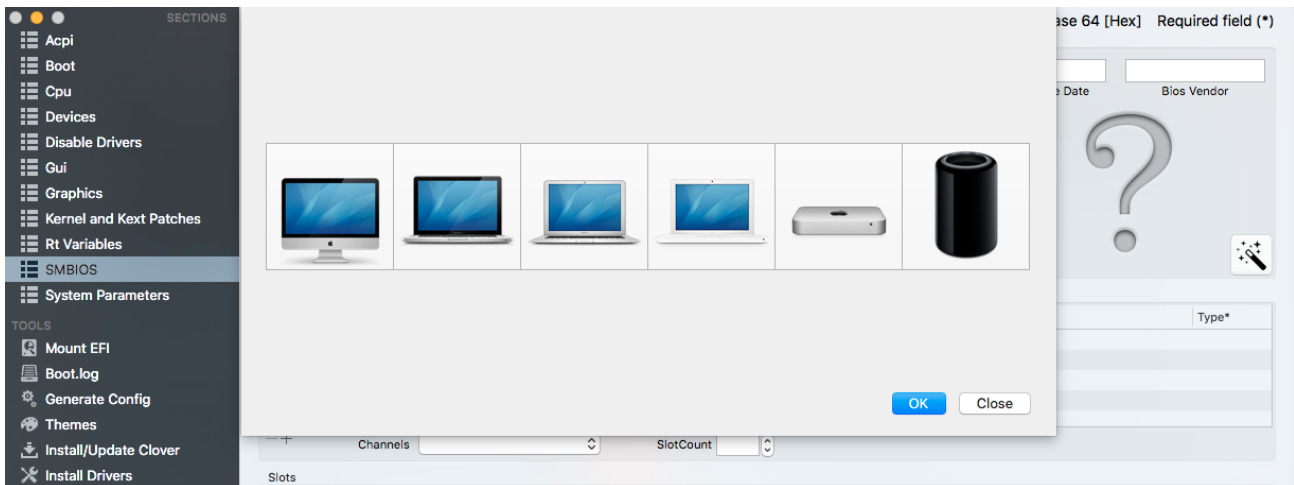 SECTIONS
Acpi
Boot
Cpu
Devices
Disable Drivers
Gui
Graphics
Kernel and Kext Patches
Rt Variables
SMBIOS
System Parameters
TOOLS
Mount EFI
Boot.log
Generate Config
Themes
Install/Update Clover
Install Drivers
64 [Hex] Required field (*)
Date Bios Vendor
Type*
OK Close
Channels SlotCount
Slots